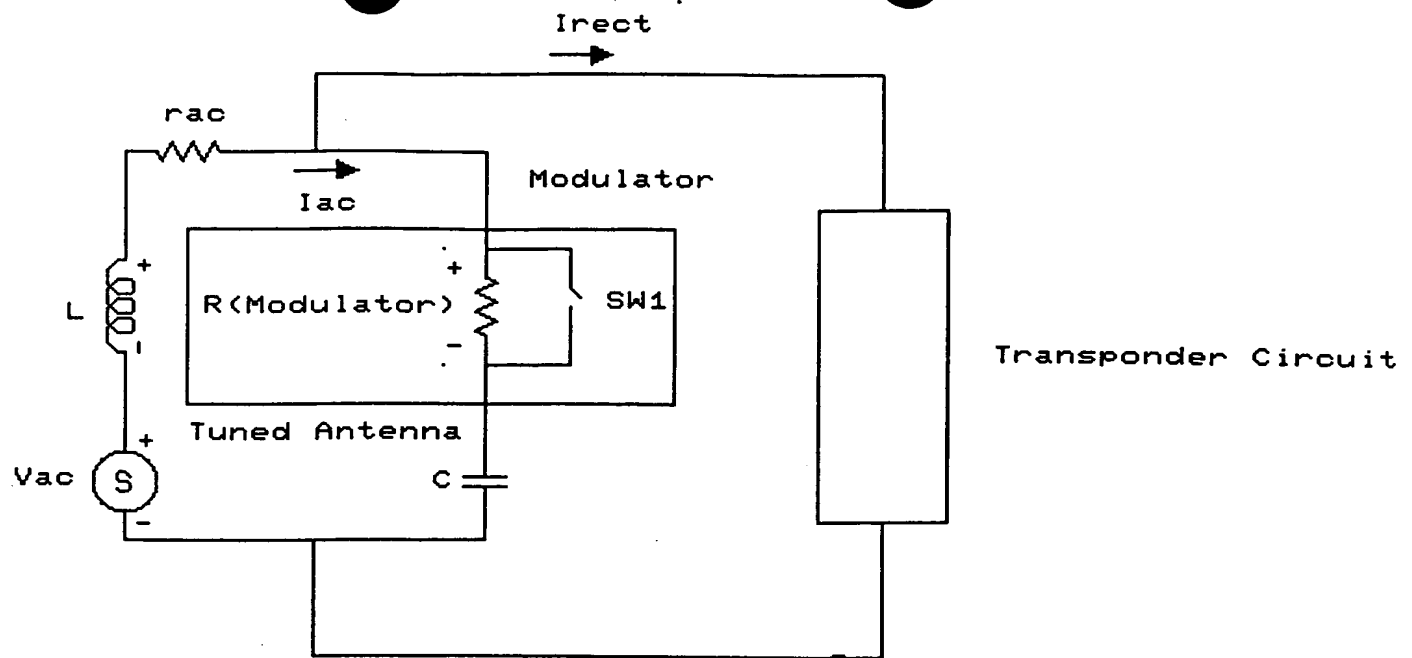 Irect
rac
Iac
Modulator
+
+
L
R(Modulator)
SW1
-
-
Transponder Circuit
Tuned Antenna
+
Vac
S
C
-